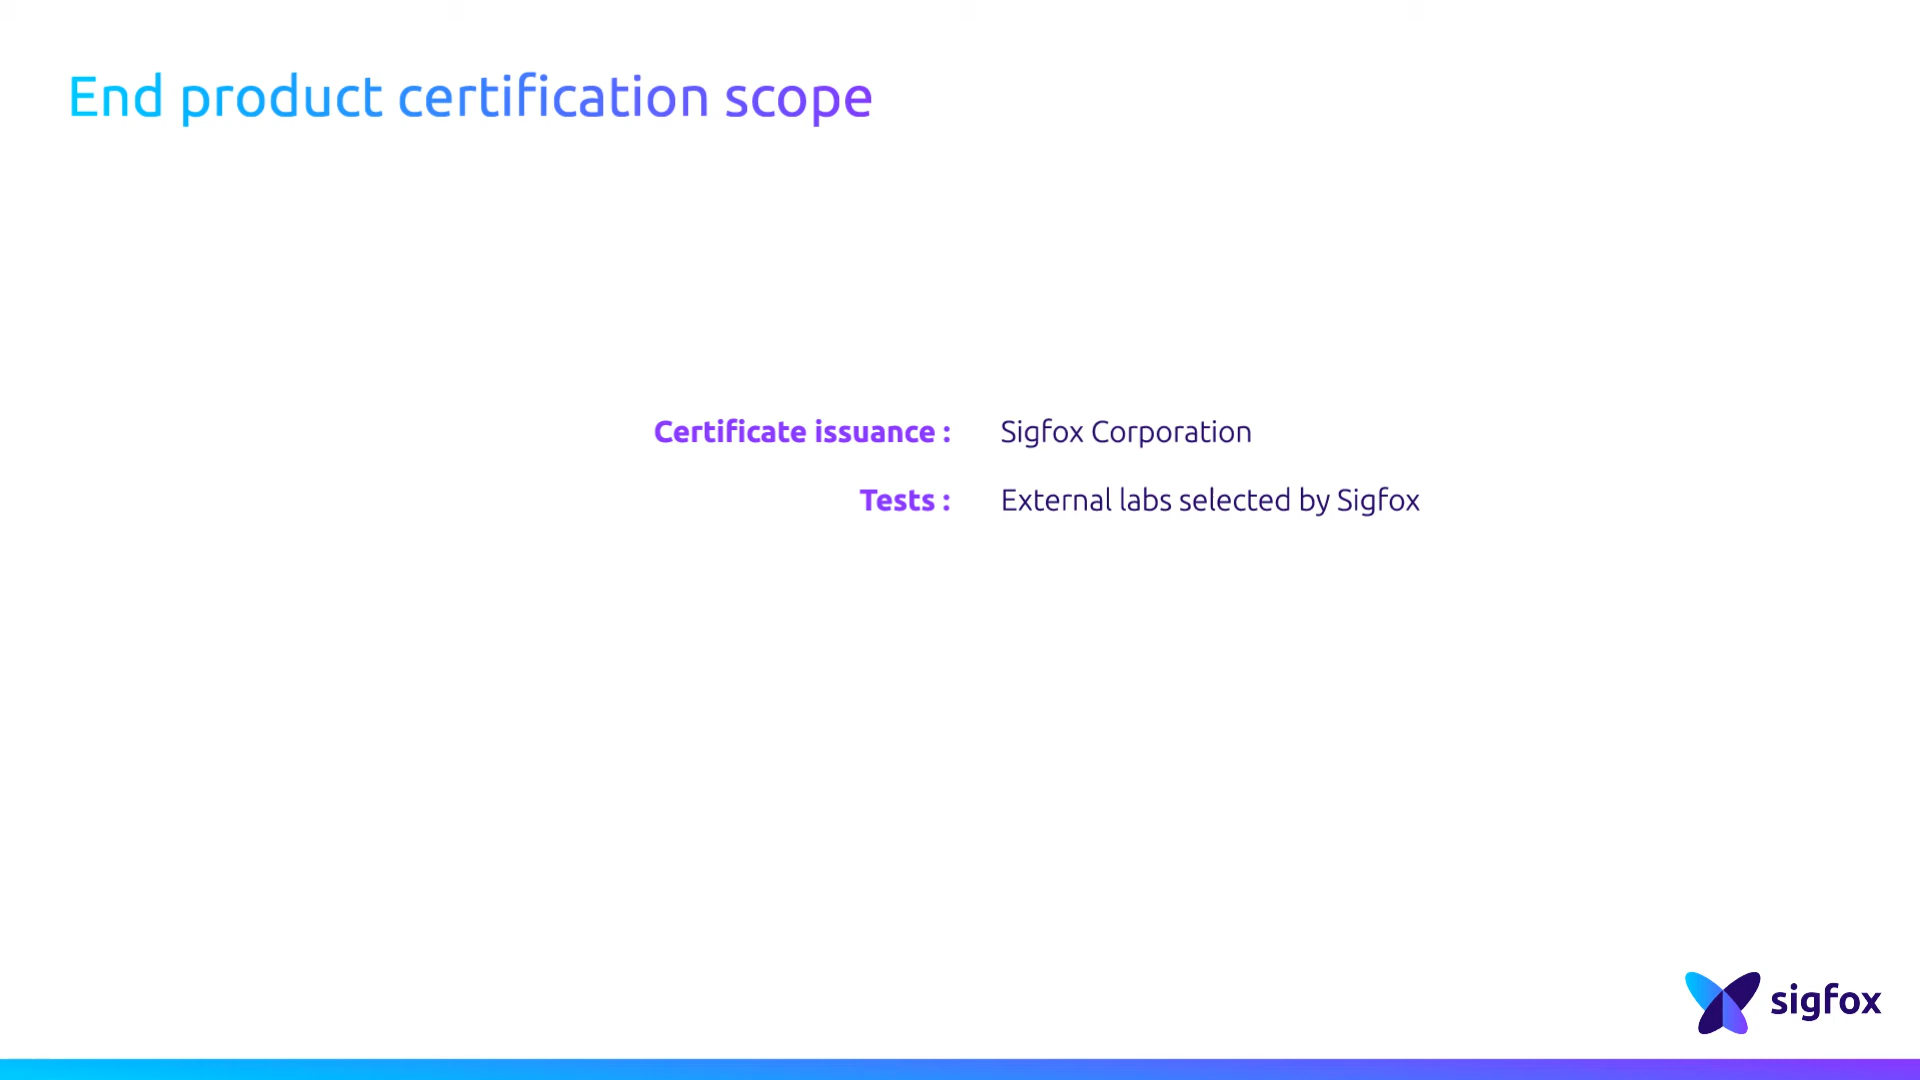 End product certification scope
Certificate issuance : Sigfox Corporation
Tests : External labs selected by Sigfox
sigfox